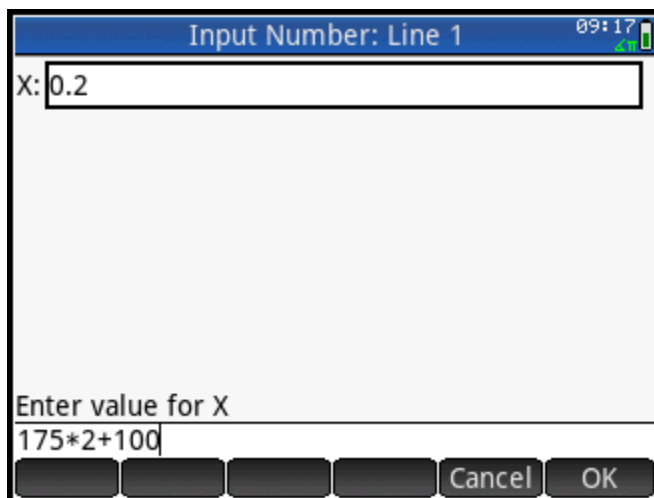 Input Number: Line 1
09:17
∡π
X: 0.2
Enter value for X
175*2+100
Cancel OK